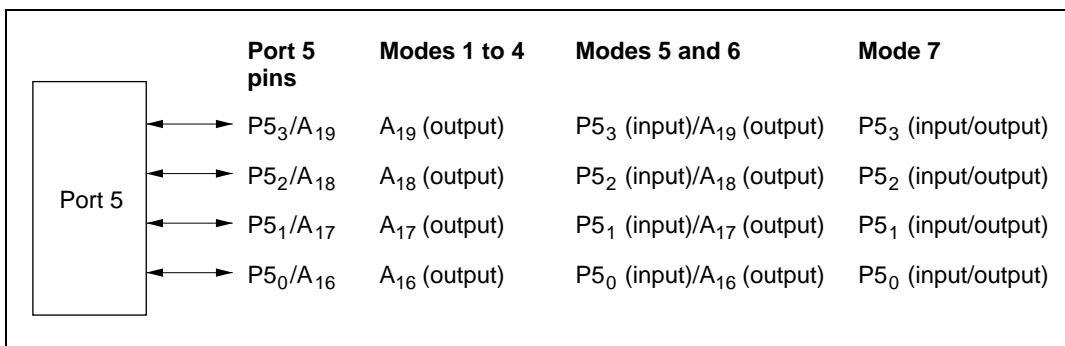 Port 5 pins Modes 1 to 4 Modes 5 and 6 Mode 7
P5₃/A₁₉ A₁₉ (output) P5₃ (input)/A₁₉ (output) P5₃ (input/output)
P5₂/A₁₈ A₁₈ (output) P5₂ (input)/A₁₈ (output) P5₂ (input/output)
Port 5
P5₁/A₁₇ A₁₇ (output) P5₁ (input)/A₁₇ (output) P5₁ (input/output)
P5₀/A₁₆ A₁₆ (output) P5₀ (input)/A₁₆ (output) P5₀ (input/output)